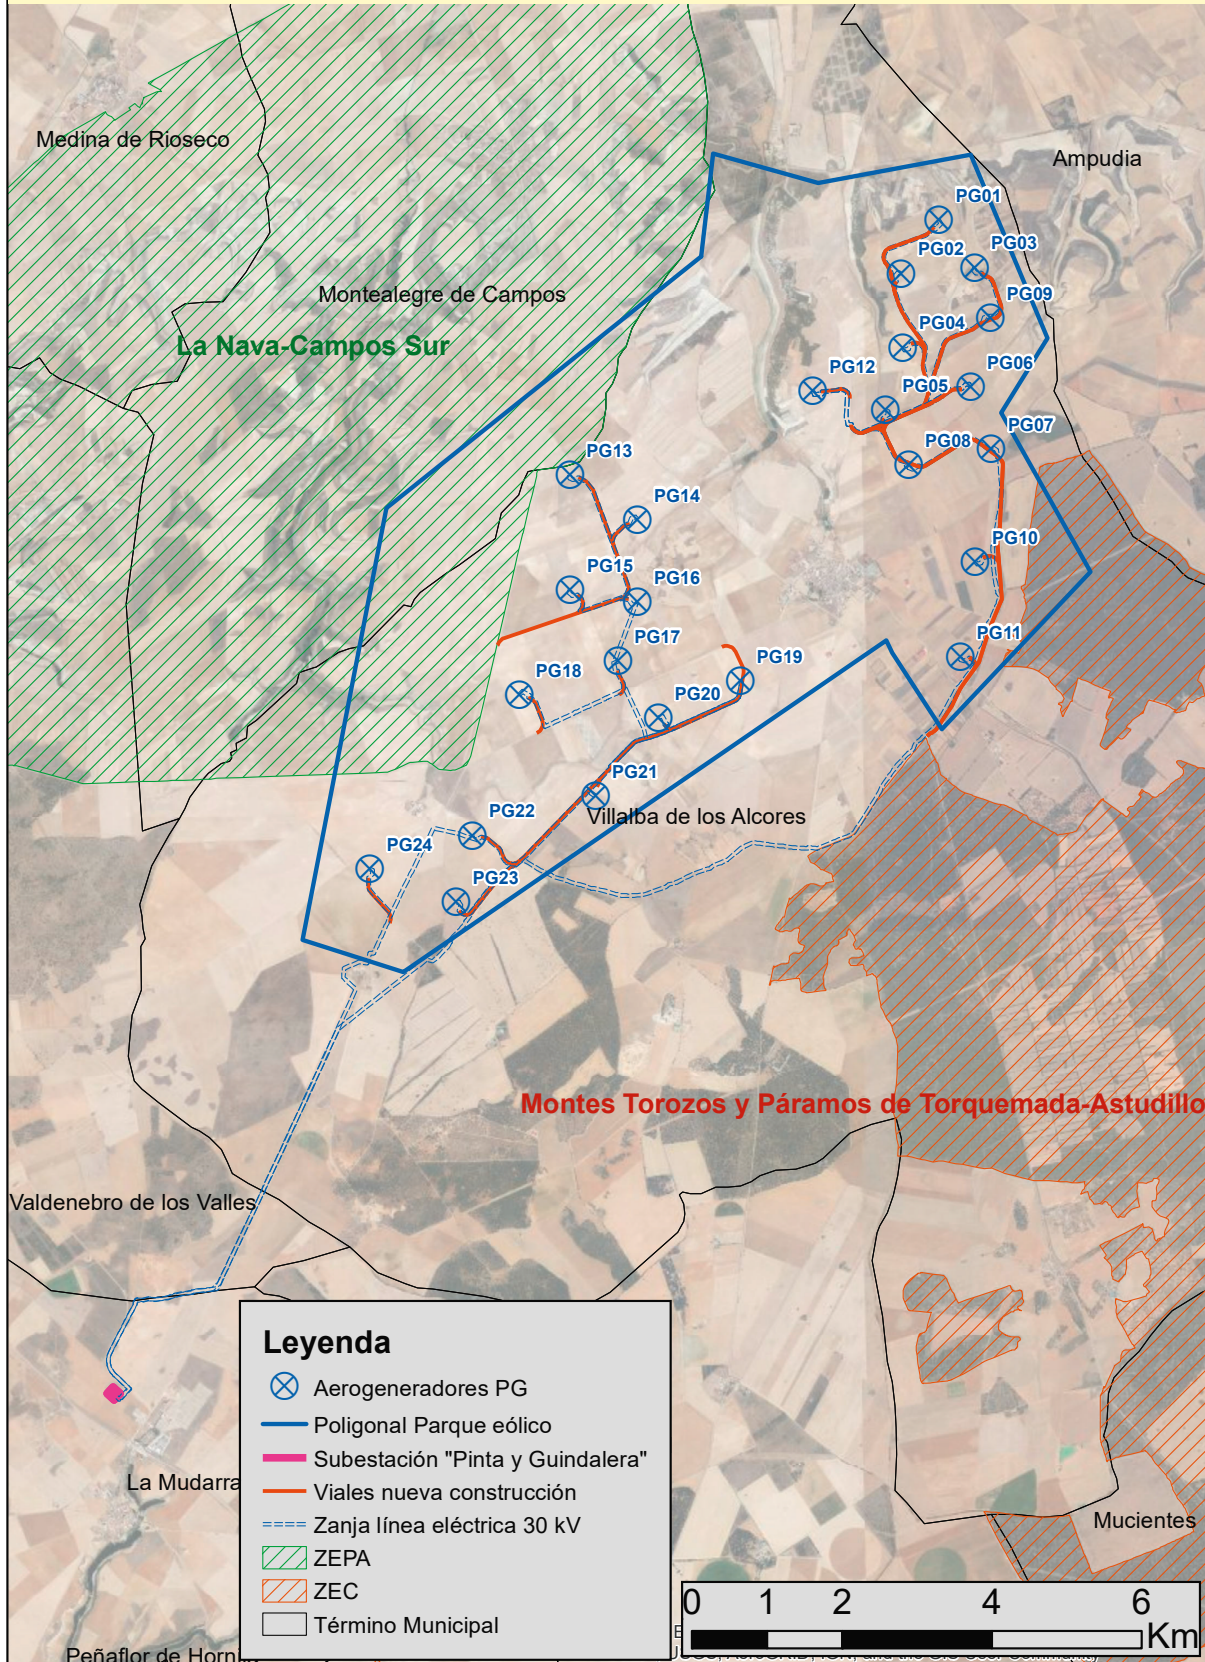 Medina de Rioseco
Ampudia
PG01
PG02
PG03
Montealegre de Campos
PG09
PG04
La Nava-Campos Sur
PG12
PG06
PG05
PG07
PG08
PG13
PG14
PG10
PG15
PG16
PG17
PG11
PG18
PG19
PG20
PG21
PG22
Villalba de los Alcores
PG24
PG23
Montes Torozos y Páramos de Torquemada-Astudillo
Valdenebro de los Valles
Leyenda
Aerogeneradores PG
Poligonal Parque eólico
Subestación "Pinta y Guindalera"
Viales nueva construcción
Zanja línea eléctrica 30 kV
ZEPA
ZEC
Término Municipal
La Mudarra
Mucientes
0 1 2 4 6
Km
Peñaflor de